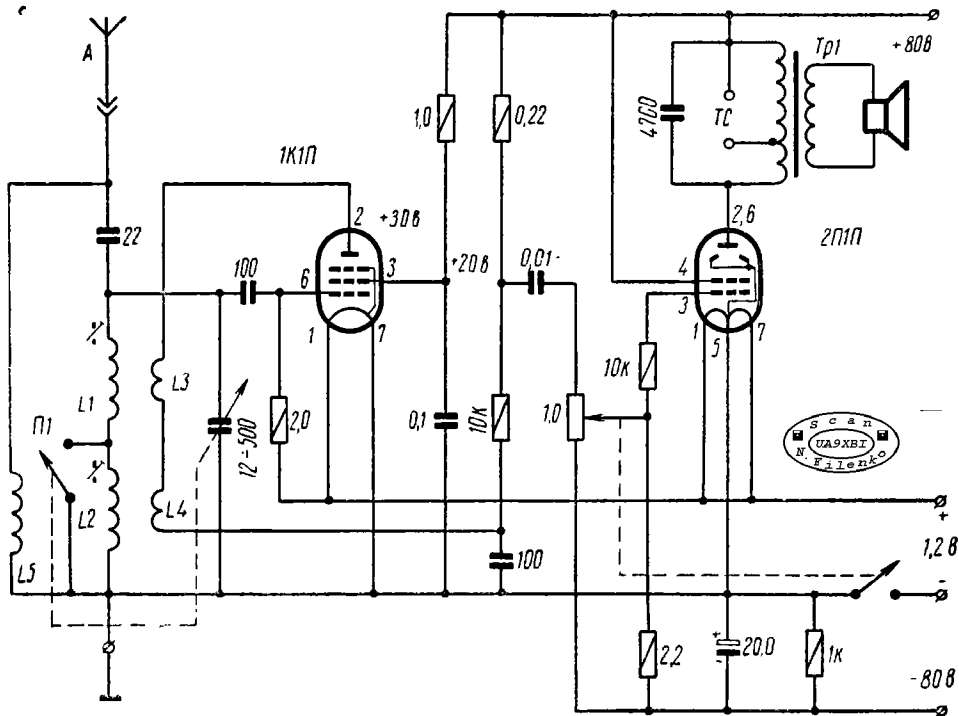 A
22
1К1П
100
2
+30В
6
3
1
7
1,0
+20В
0,22
0,01
4700
ТС
Тр1
+80В
2,6
2П1П
4
3
1
5
7
L1
П1
L2
L3
L4
L5
12÷500
2,0
0,1
10К
100
1,0
10К
Scan
UA9XBI
N. Filenko
+
1,2 В
-
2,2
+
-
20,0
1К
-80В